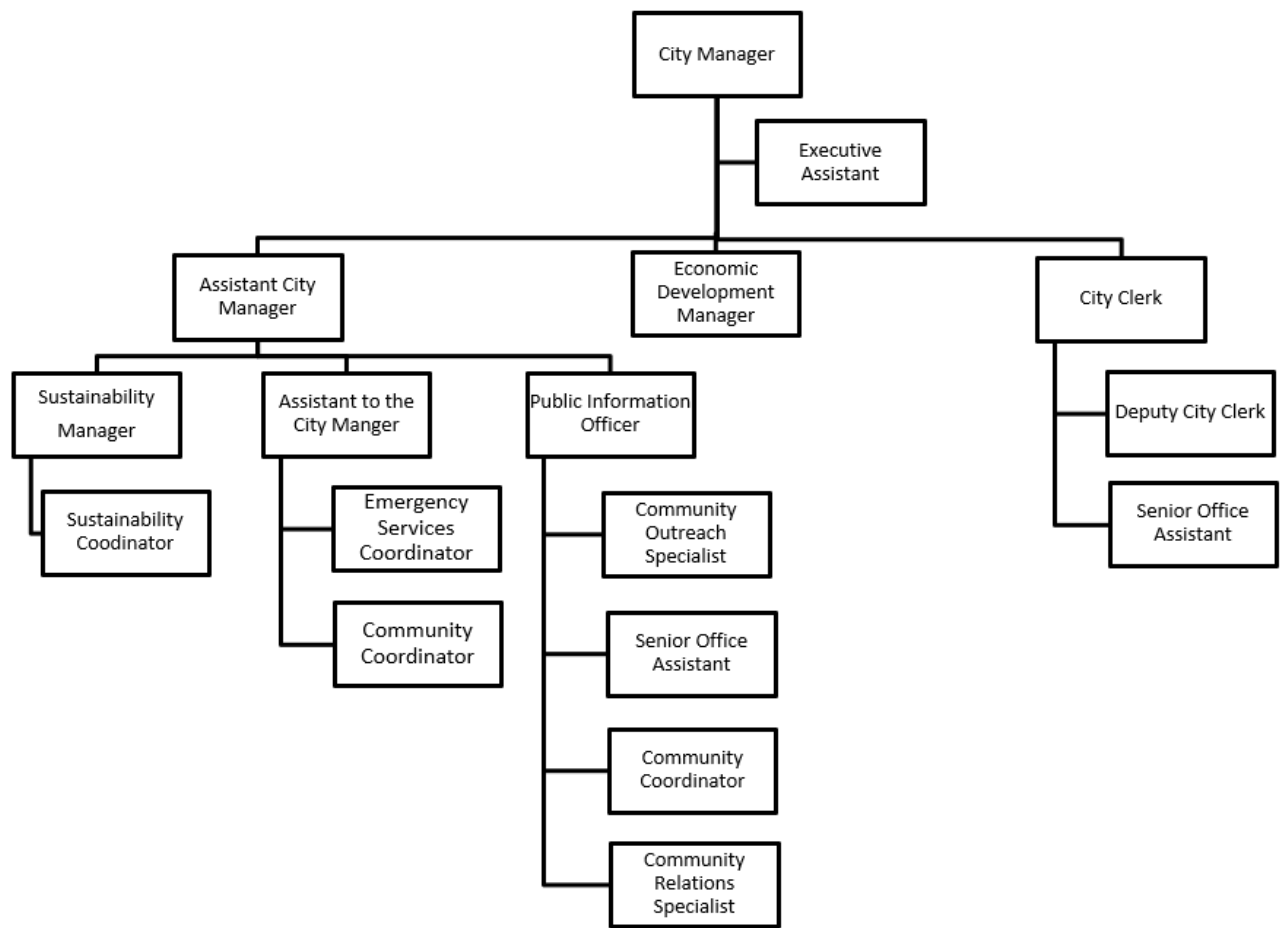 City Manager
Executive
Assistant
Assistant City
Manager
Economic
Development
Manager
City Clerk
Sustainability
Manager
Assistant to the
City Manger
Public Information
Officer
Deputy City Clerk
Sustainability
Coodinator
Emergency
Services
Coordinator
Community
Outreach
Specialist
Senior Office
Assistant
Community
Coordinator
Senior Office
Assistant
Community
Coordinator
Community
Relations
Specialist